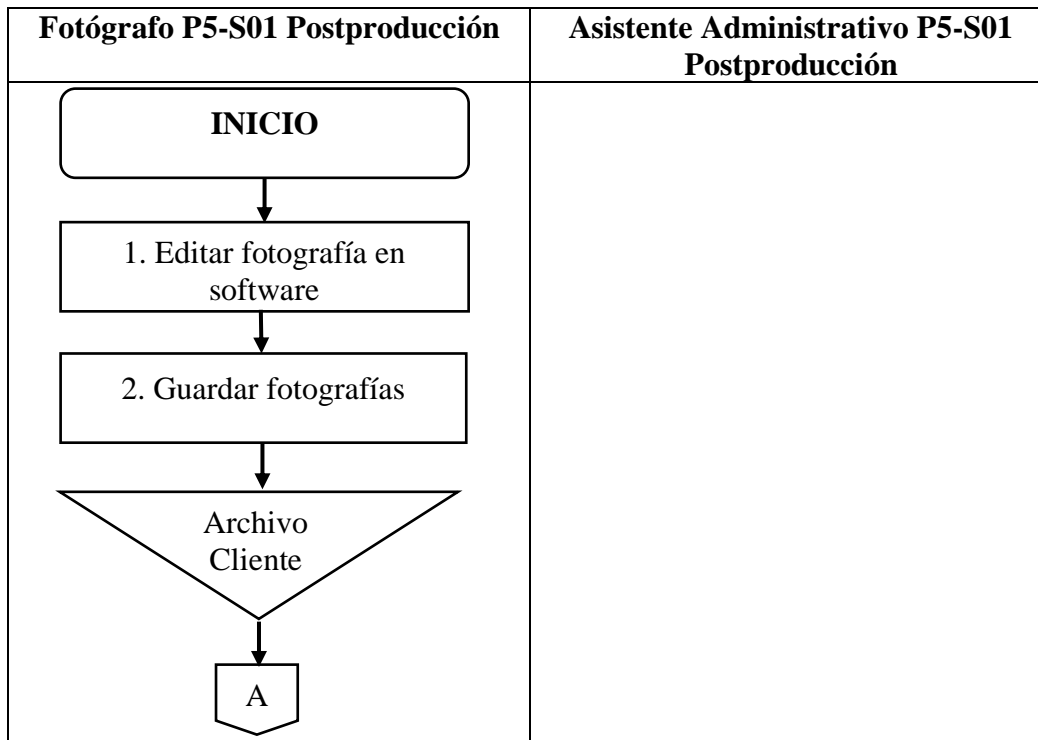 Fotógrafo P5-S01 Postproducción
Asistente Administrativo P5-S01
Postproducción
INICIO
1. Editar fotografía en
software
2. Guardar fotografías
Archivo
Cliente
A